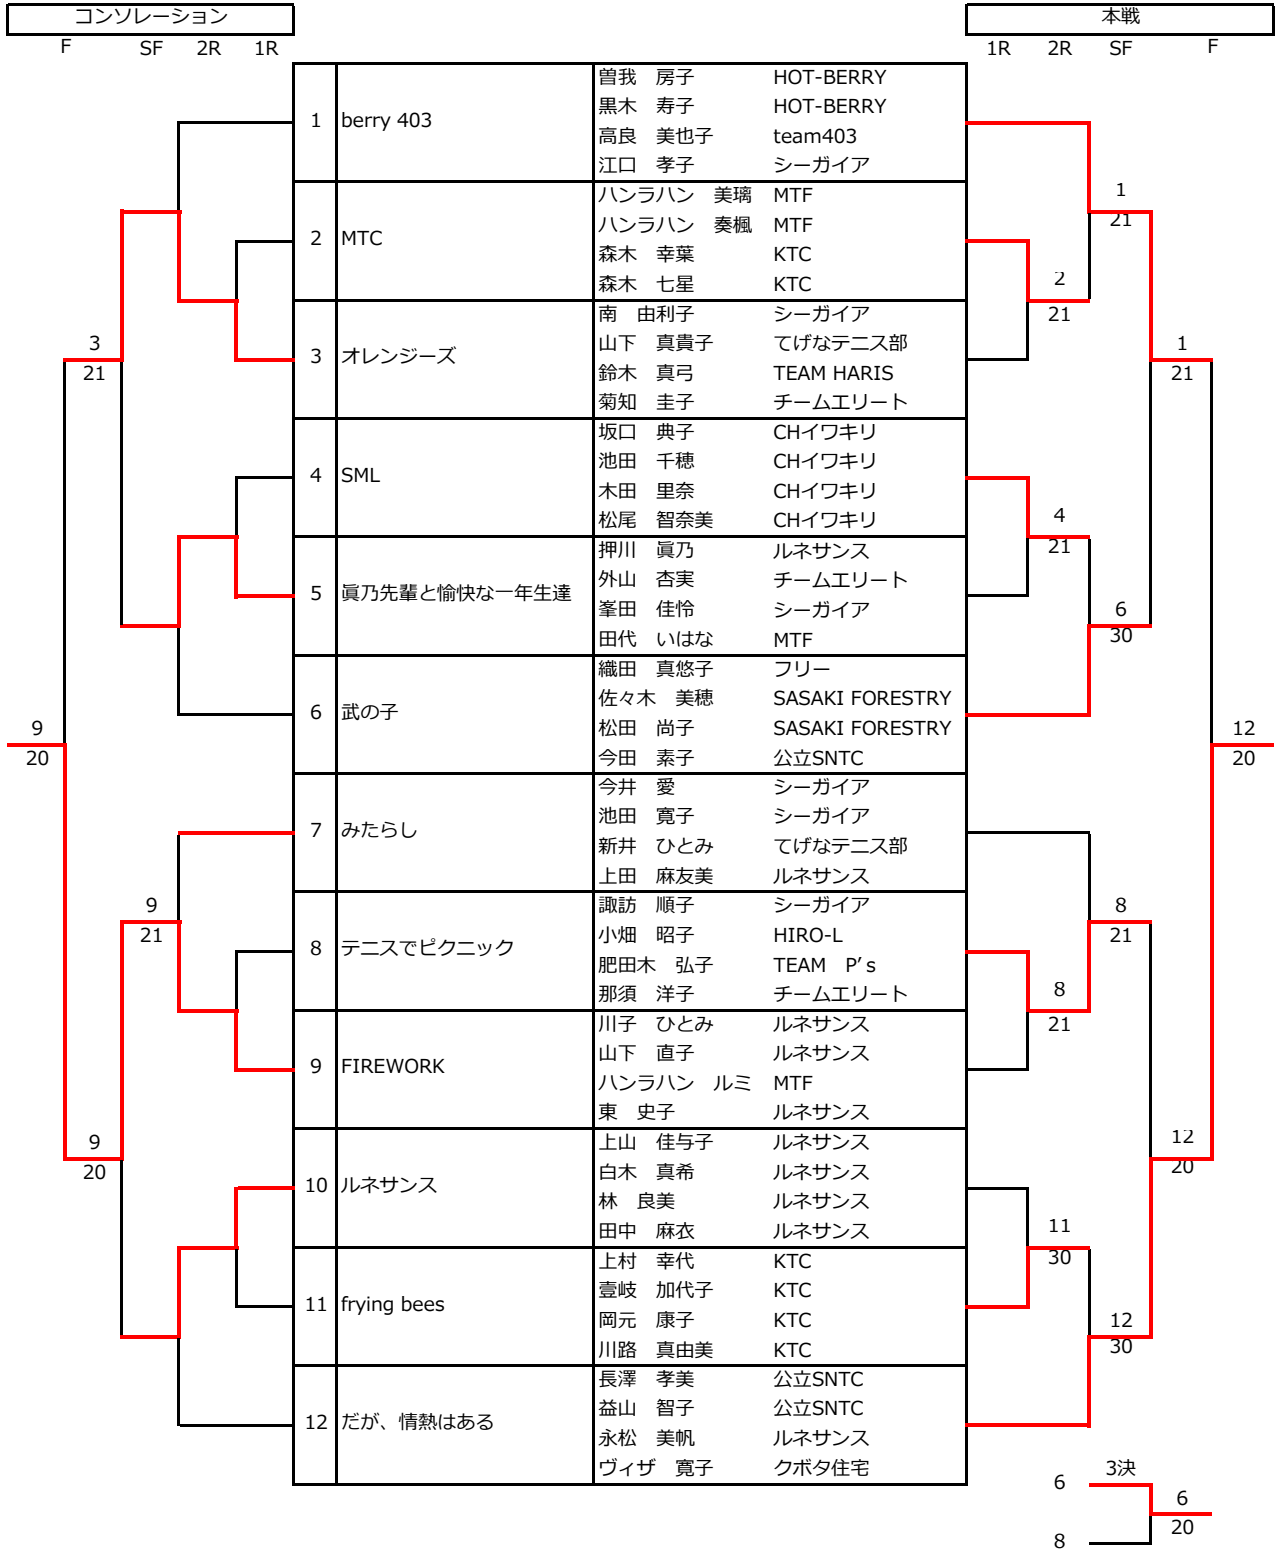 コンソレーション 本戦
F SF 2R 1R 1R 2R SF F
曽我 房子 HOT-BERRY
黒木 寿子 HOT-BERRY
1 berry 403
高良 美也子 team403
江口 孝子 シーガイア
ハンラハン 美璃 MTF
1
ハンラハン 奏楓 MTF
21
2 MTC
森木 幸葉 KTC
森木 七星 KTC
2
南 由利子 シーガイア
21
3 山下 真貴子 てげなテニス部 1
3 オレンジーズ
21 鈴木 真弓 TEAM HARIS 21
菊知 圭子 チームエリート
坂口 典子 CHイワキリ
池田 千穂 CHイワキリ
4 SML
木田 里奈 CHイワキリ
松尾 智奈美 CHイワキリ
4
押川 眞乃 ルネサンス
21
外山 杏実 チームエリート
5 眞乃先輩と愉快な一年生達
峯田 佳怜 シーガイア
6
田代 いはな MTF
30
織田 真悠子 フリー
佐々木 美穂 SASAKI FORESTRY
6 武の子
9 松田 尚子 SASAKI FORESTRY 12
20 今田 素子 公立SNTC 20
今井 愛 シーガイア
池田 寛子 シーガイア
7 みたらし
新井 ひとみ てげなテニス部
上田 麻友美 ルネサンス
9 諏訪 順子 シーガイア 8
21 小畑 昭子 HIRO-L 21
8 テニスでピクニック
肥田木 弘子 TEAM P's
那須 洋子 チームエリート
8
川子 ひとみ ルネサンス
21
山下 直子 ルネサンス
9 FIREWORK
ハンラハン ルミ MTF
東 史子 ルネサンス
9 上山 佳与子 ルネサンス 12
20 白木 真希 ルネサンス 20
10 ルネサンス
林 良美 ルネサンス
田中 麻衣 ルネサンス
11
上村 幸代 KTC
30
壹岐 加代子 KTC
11 frying bees
岡元 康子 KTC
12
川路 真由美 KTC
30
長澤 孝美 公立SNTC
益山 智子 公立SNTC
12 だが、情熱はある
永松 美帆 ルネサンス
ヴィザ 寛子 クボタ住宅
3決
6
6
20
8